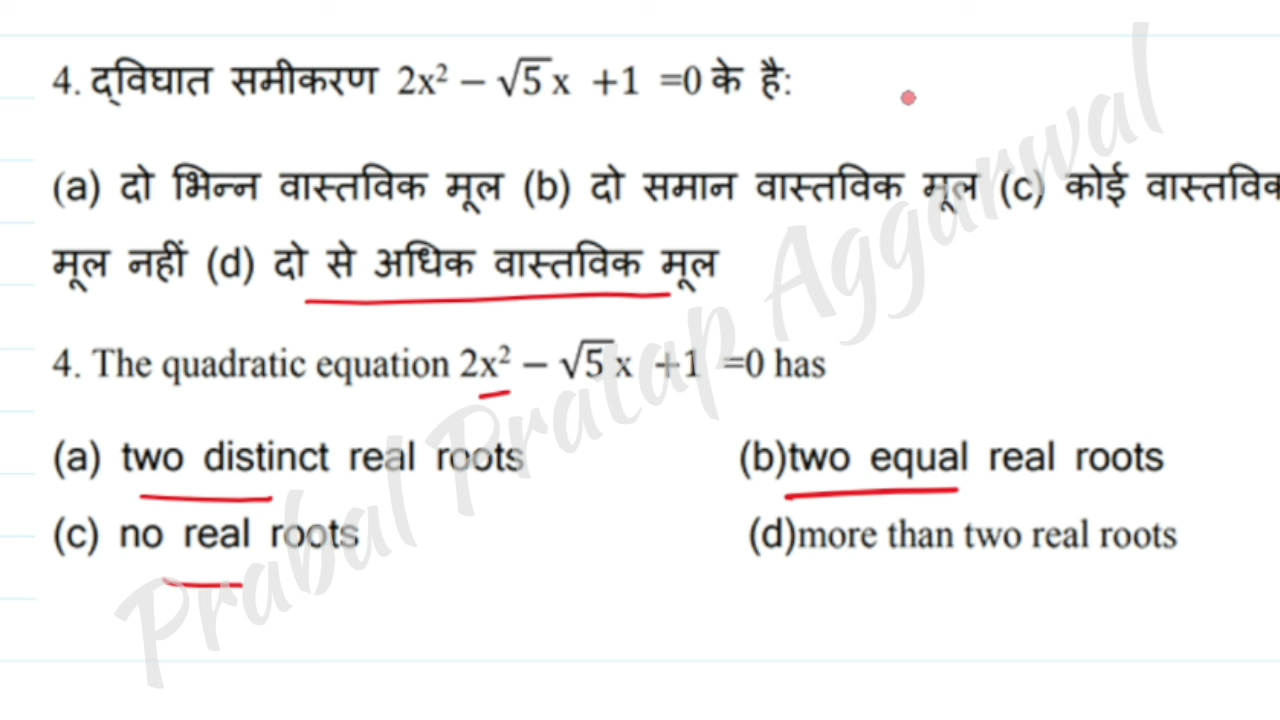 4. द्विघात समीकरण 2x² – √5x +1 =0 के है:
(a) दो भिन्न वास्तविक मूल (b) दो समान वास्तविक मूल (c) कोई वास्तविक
मूल नहीं (d) दो से अधिक वास्तविक मूल
4. The quadratic equation 2x² – √5x +1 =0 has
(a) two distinct real roots (b)two equal real roots
(c) no real roots (d)more than two real roots
Prabal Pratap Aggarwal